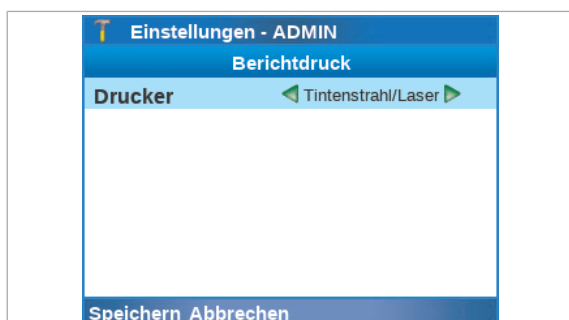 Einstellungen - ADMIN
Berichtdruck
Drucker Tintenstrahl/Laser
Speichern Abbrechen